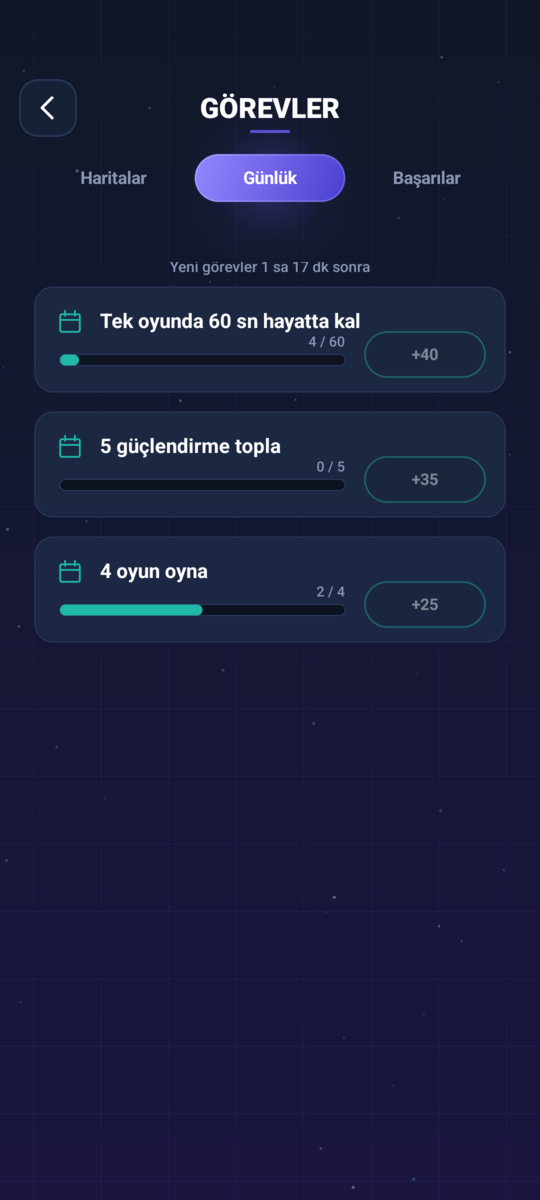 GÖREVLER
Haritalar
Günlük
Başarılar
Yeni görevler 1 sa 17 dk sonra
Tek oyunda 60 sn hayatta kal
4 / 60
+40
5 güçlendirme topla
0 / 5
+35
4 oyun oyna
2 / 4
+25